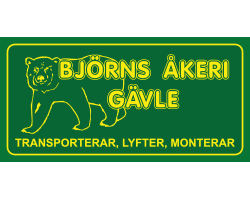 BJÖRNS ÅKERI
GÄVLE
TRANSPORTERAR, LYFTER, MONTERAR